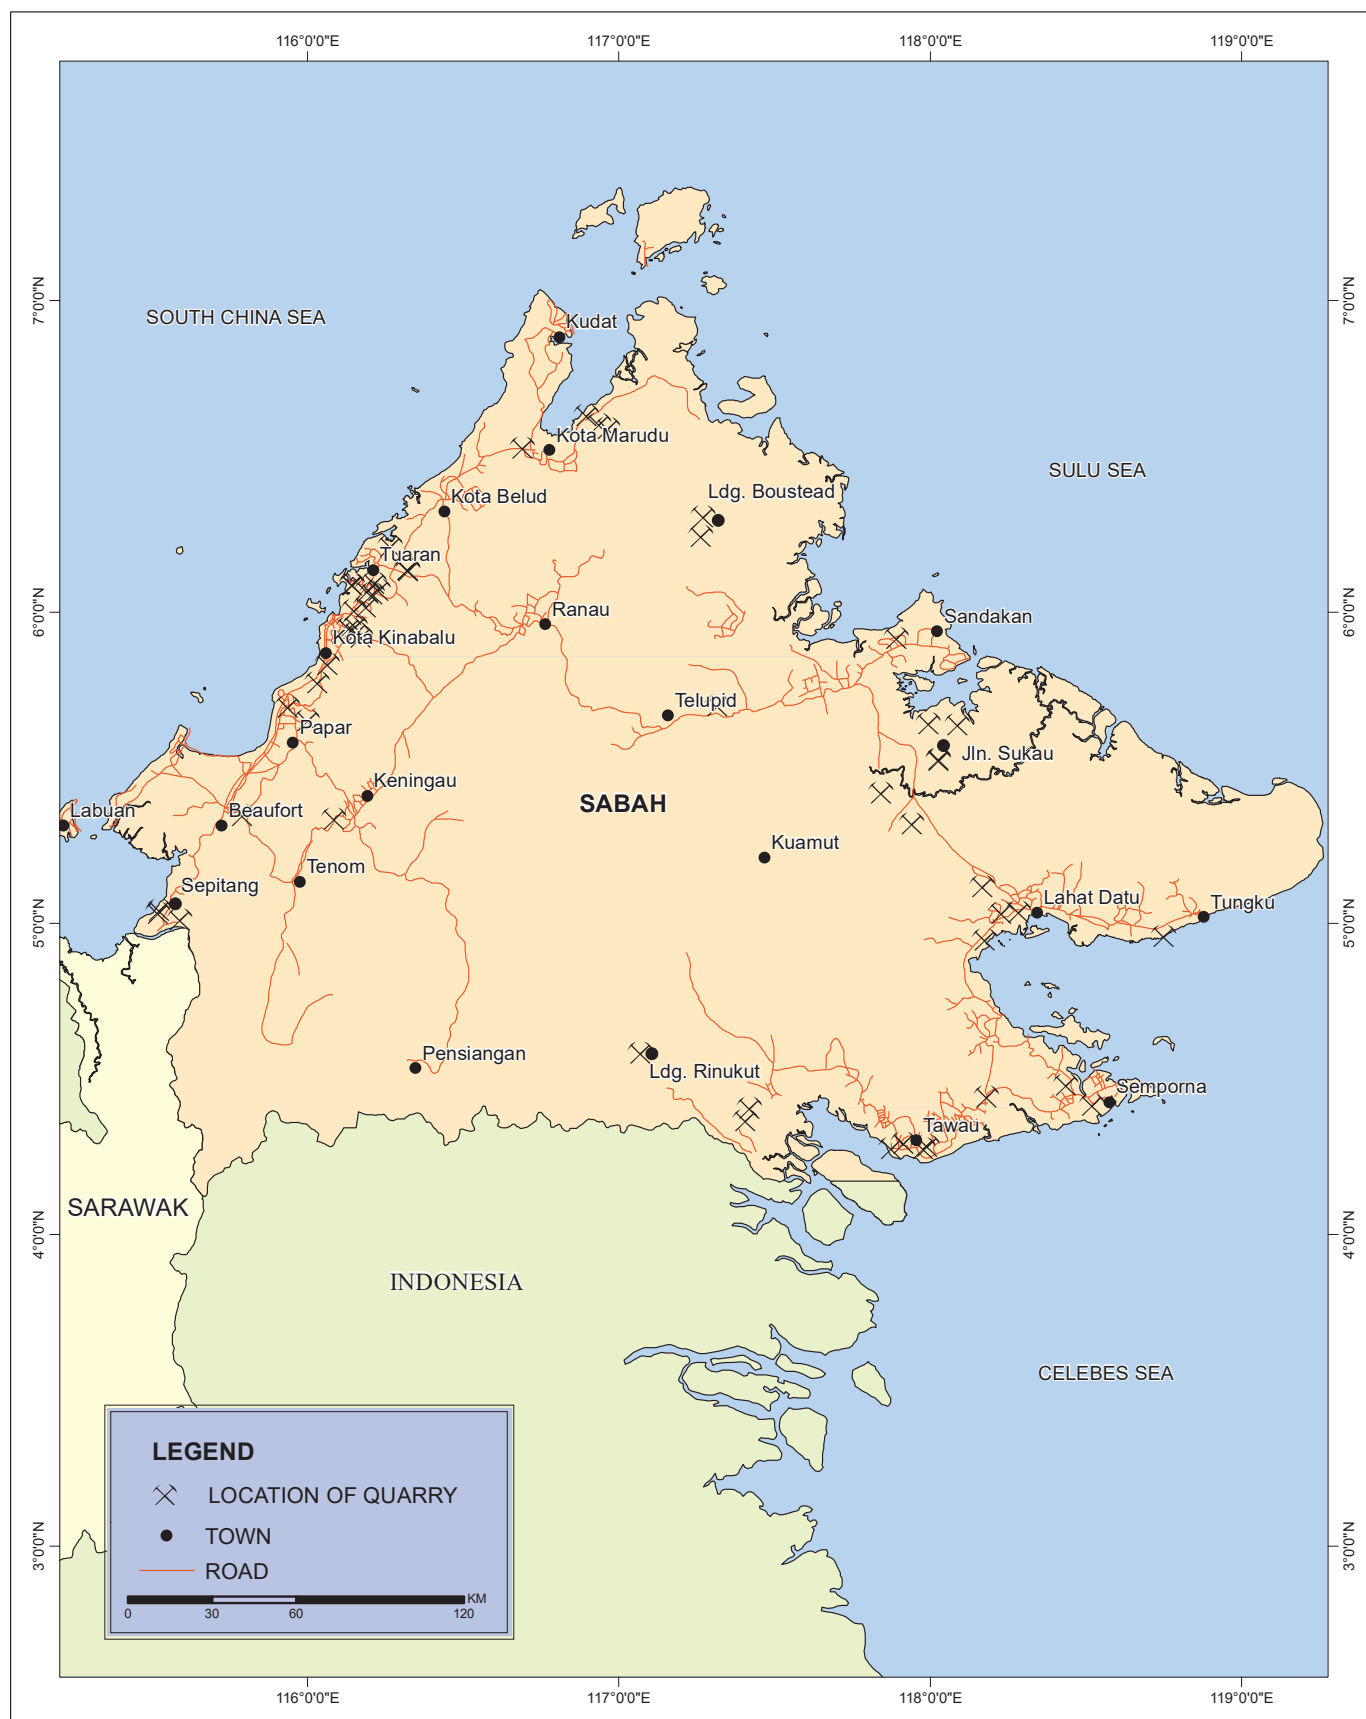 116°0'0"E
117°0'0"E
118°0'0"E
119°0'0"E
7°0'0"N
7°0'0"N
SOUTH CHINA SEA
Kudat
Kota Marudu
SULU SEA
Ldg. Boustead
Kota Belud
Tuaran
6°0'0"N
6°0'0"N
Ranau
Sandakan
Kota Kinabalu
Telupid
Papar
Jln. Sukau
Keningau
SABAH
Labuan
Beaufort
Kuamut
Tenom
Sepitang
Lahat Datu
Tungku
5°0'0"N
5°0'0"N
Pensiangan
Ldg. Rinukut
Semporna
Tawau
SARAWAK
4°0'0"N
4°0'0"N
INDONESIA
CELEBES SEA
LEGEND
LOCATION OF QUARRY
TOWN
ROAD
KM
0 30 60 120
3°0'0"N
3°0'0"N
116°0'0"E
117°0'0"E
118°0'0"E
119°0'0"E